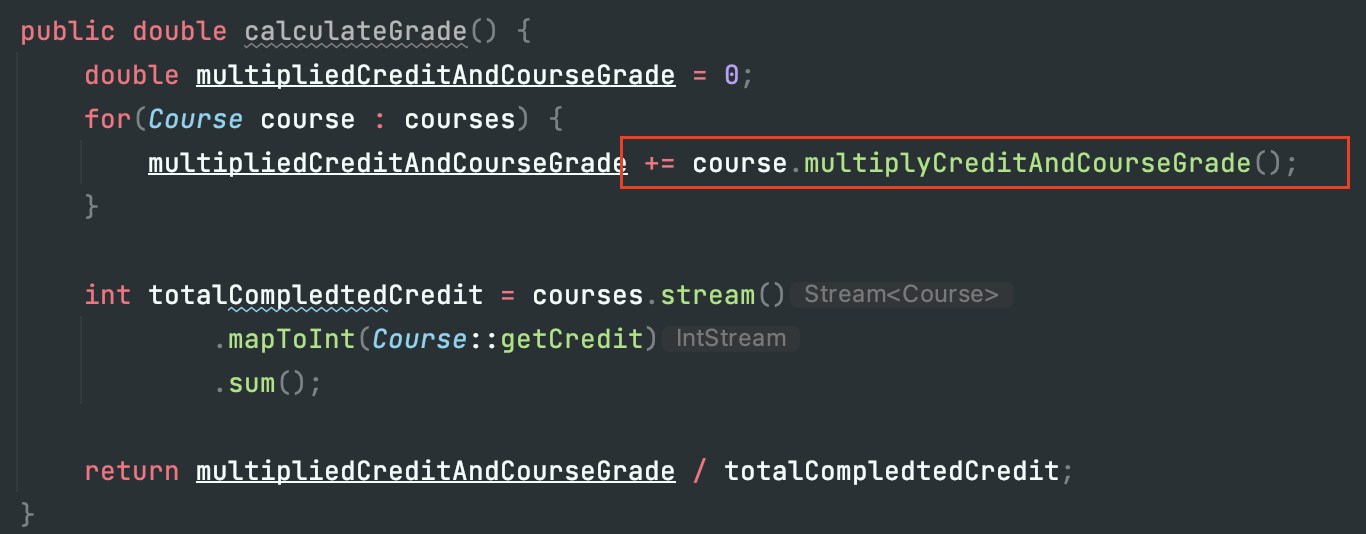 public double calculateGrade() {
double multipliedCreditAndCourseGrade = 0;
for(Course course : courses) {
multipliedCreditAndCourseGrade += course.multiplyCreditAndCourseGrade();
}
int totalCompledtedCredit = courses.stream() Stream<Course>
.mapToInt(Course::getCredit) IntStream
.sum();
return multipliedCreditAndCourseGrade / totalCompledtedCredit;
}